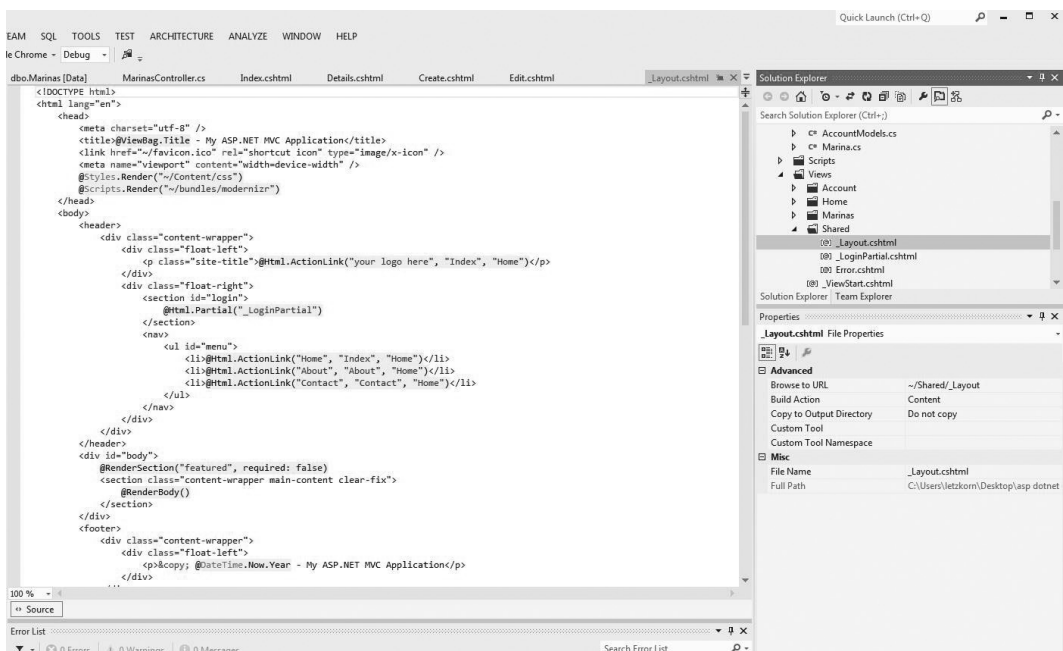 Quick Launch (Ctrl+Q)
EAM SQL TOOLS TEST ARCHITECTURE ANALYZE WINDOW HELP
le Chrome Debug
dbo.Marinas [Data] MarinasController.cs Index.cshtml Details.cshtml Create.cshtml Edit.cshtml _Layout.cshtml
<!DOCTYPE html>
<html lang="en">
<head>
<meta charset="utf-8" />
<title>@ViewBag.Title - My ASP.NET MVC Application</title>
<link href="~/favicon.ico" rel="shortcut icon" type="image/x-icon" />
<meta name="viewport" content="width=device-width" />
@Styles.Render("~/Content/css")
@Scripts.Render("~/bundles/modernizr")
</head>
<body>
<header>
<div class="content-wrapper">
<div class="float-left">
<p class="site-title">@Html.ActionLink("your logo here", "Index", "Home")</p>
</div>
<div class="float-right">
<section id="login">
@Html.Partial("_LoginPartial")
</section>
<nav>
<ul id="menu">
<li>@Html.ActionLink("Home", "Index", "Home")</li>
<li>@Html.ActionLink("About", "About", "Home")</li>
<li>@Html.ActionLink("Contact", "Contact", "Home")</li>
</ul>
</nav>
</div>
</div>
</header>
<div id="body">
@RenderSection("featured", required: false)
<section class="content-wrapper main-content clear-fix">
@RenderBody()
</section>
</div>
<footer>
<div class="content-wrapper">
<div class="float-left">
<p>&copy; @DateTime.Now.Year - My ASP.NET MVC Application</p>
</div>
100 %
Source
Error List
0 Errors 0 Warnings 0 Messages Search Error List
Solution Explorer
Search Solution Explorer (Ctrl+;)
C# AccountModels.cs
C# Marina.cs
Scripts
Views
Account
Home
Marinas
Shared
[@] _Layout.cshtml
[@] _LoginPartial.cshtml
[@] Error.cshtml
[@] _ViewStart.cshtml
Solution Explorer Team Explorer
Properties
_Layout.cshtml File Properties
Advanced
Browse to URL ~/Shared/_Layout
Build Action Content
Copy to Output Directory Do not copy
Custom Tool
Custom Tool Namespace
Misc
File Name _Layout.cshtml
Full Path C:\Users\letzkorn\Desktop\asp dotnet